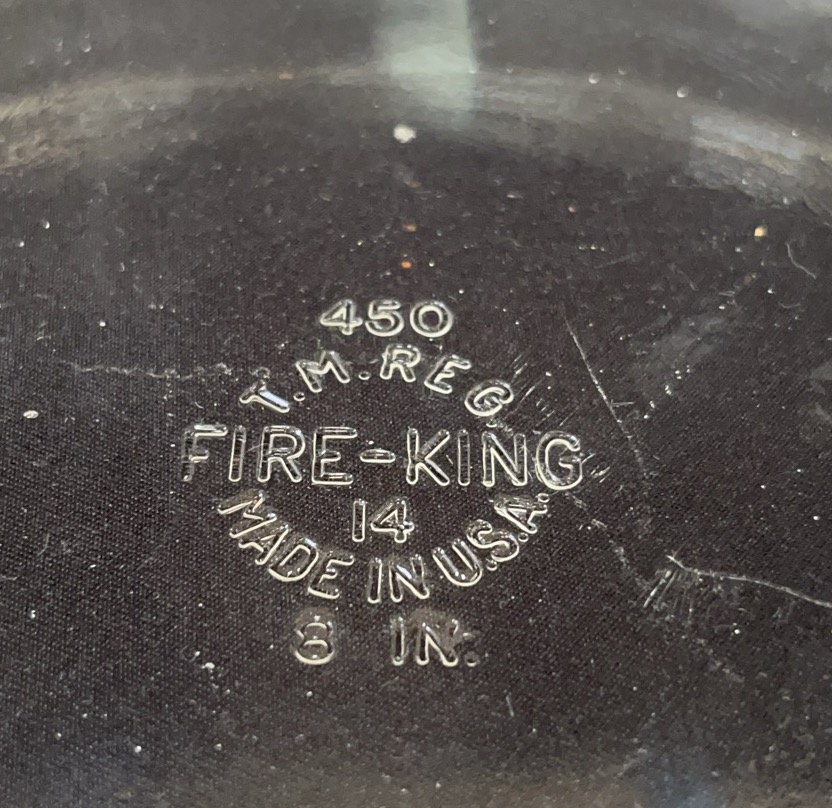 450
T.M.REG
FIRE-KING
14
MADE IN U.S.A.
8 IN.